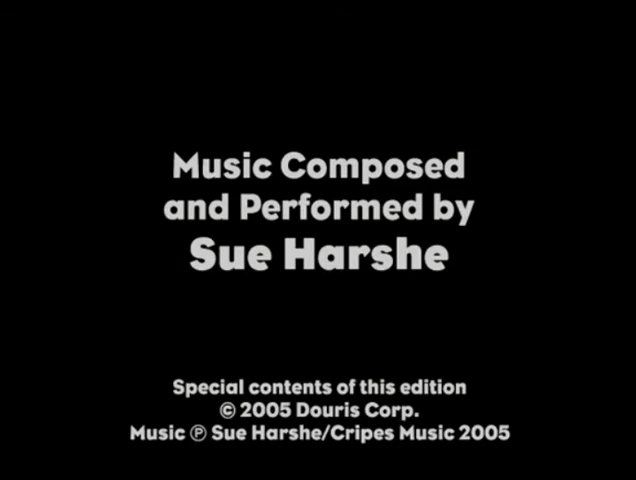 Music Composed
and Performed by
Sue Harshe
Special contents of this edition
© 2005 Douris Corp.
Music ℗ Sue Harshe/Cripes Music 2005